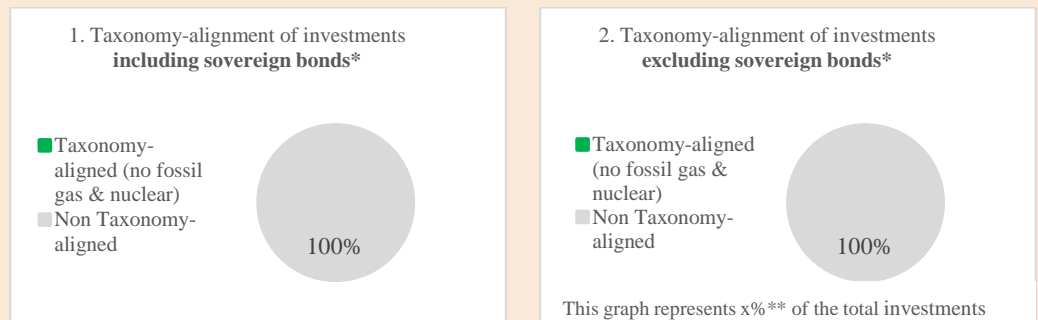 1. Taxonomy-alignment of investments
including sovereign bonds*
Taxonomy-
aligned (no fossil
gas & nuclear)
Non Taxonomy-
aligned
100%
2. Taxonomy-alignment of investments
excluding sovereign bonds*
Taxonomy-aligned
(no fossil gas &
nuclear)
Non Taxonomy-
aligned
100%
This graph represents x%** of the total investments